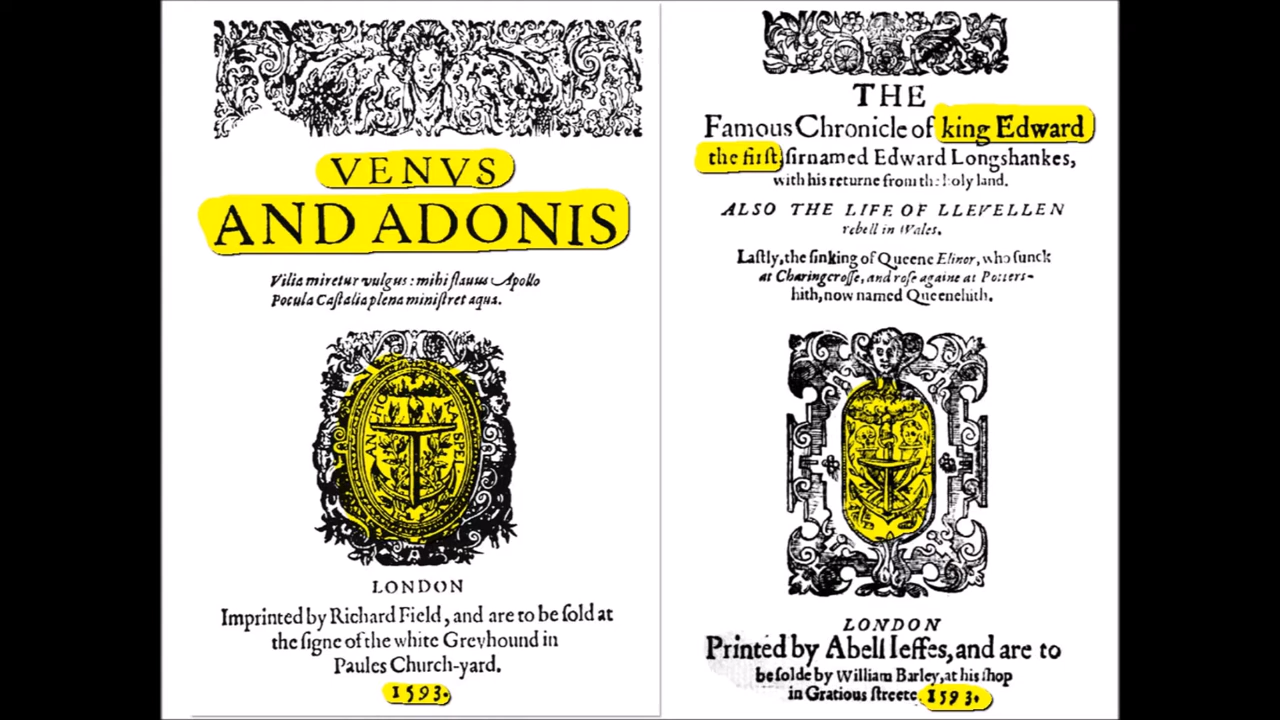 VENVS
AND ADONIS
Vilia miretur vulgus: mihi flauus Apollo
Pocula Castalia plena ministret aqua.
ANCHORA SPEI
LONDON
Imprinted by Richard Field, and are to be ſold at
the ſigne of the white Greyhound in
Paules Church-yard.
1593.
THE
Famous Chronicle of king Edward
the firſt, ſirnamed Edward Longshankes,
with his returne from the holy land.
ALSO THE LIFE OF LLEVELLEN
rebell in Wales.
Laſtly, the ſinking of Queene Elinor, who ſunck
at Charingcroſſe, and roſe againe at Potters-
hith, now named Queenehith.
LONDON
Printed by Abell Ieffes, and are to
be ſolde by William Barley, at his ſhop
in Gratious ſtreete. 1593.